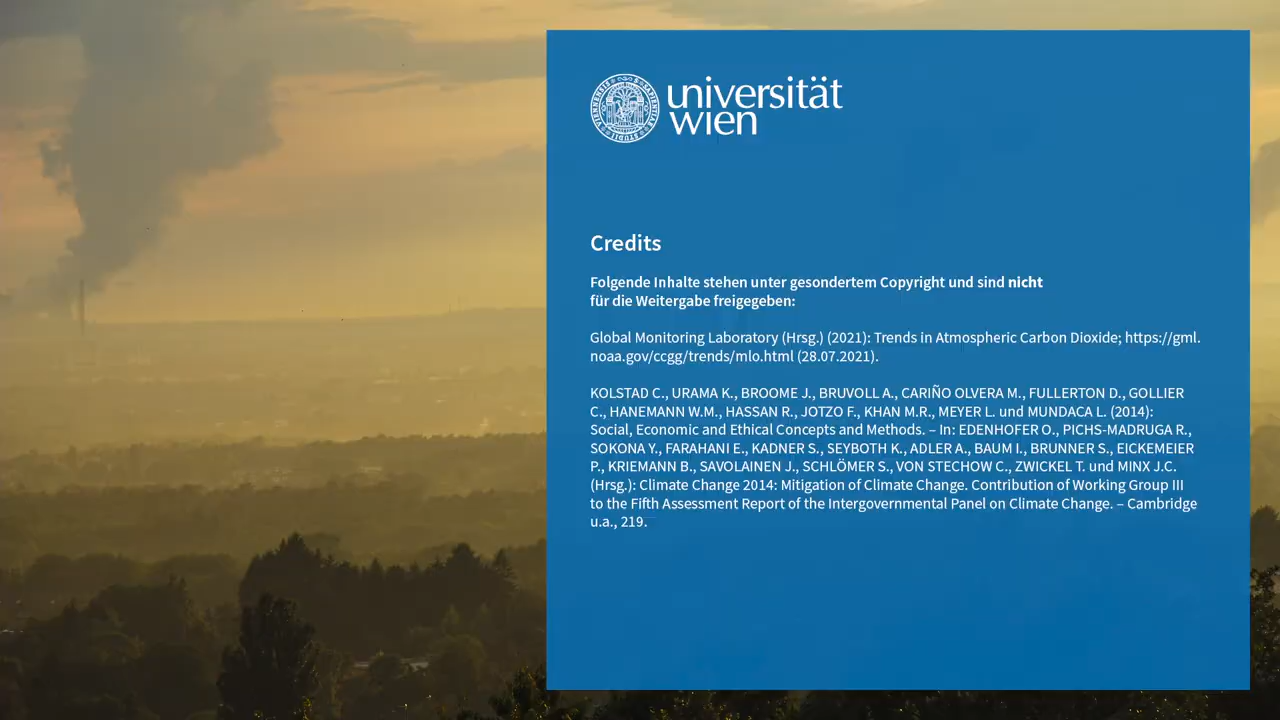 universität
wien
Credits
Folgende Inhalte stehen unter gesondertem Copyright und sind nicht
für die Weitergabe freigegeben:
Global Monitoring Laboratory (Hrsg.) (2021): Trends in Atmospheric Carbon Dioxide; https://gml.
noaa.gov/ccgg/trends/mlo.html (28.07.2021).
KOLSTAD C., URAMA K., BROOME J., BRUVOLL A., CARIÑO OLVERA M., FULLERTON D., GOLLIER
C., HANEMANN W.M., HASSAN R., JOTZO F., KHAN M.R., MEYER L. und MUNDACA L. (2014):
Social, Economic and Ethical Concepts and Methods. – In: EDENHOFER O., PICHS-MADRUGA R.,
SOKONA Y., FARAHANI E., KADNER S., SEYBOTH K., ADLER A., BAUM I., BRUNNER S., EICKEMEIER
P., KRIEMANN B., SAVOLAINEN J., SCHLÖMER S., VON STECHOW C., ZWICKEL T. und MINX J.C.
(Hrsg.): Climate Change 2014: Mitigation of Climate Change. Contribution of Working Group III
to the Fifth Assessment Report of the Intergovernmental Panel on Climate Change. – Cambridge
u.a., 219.